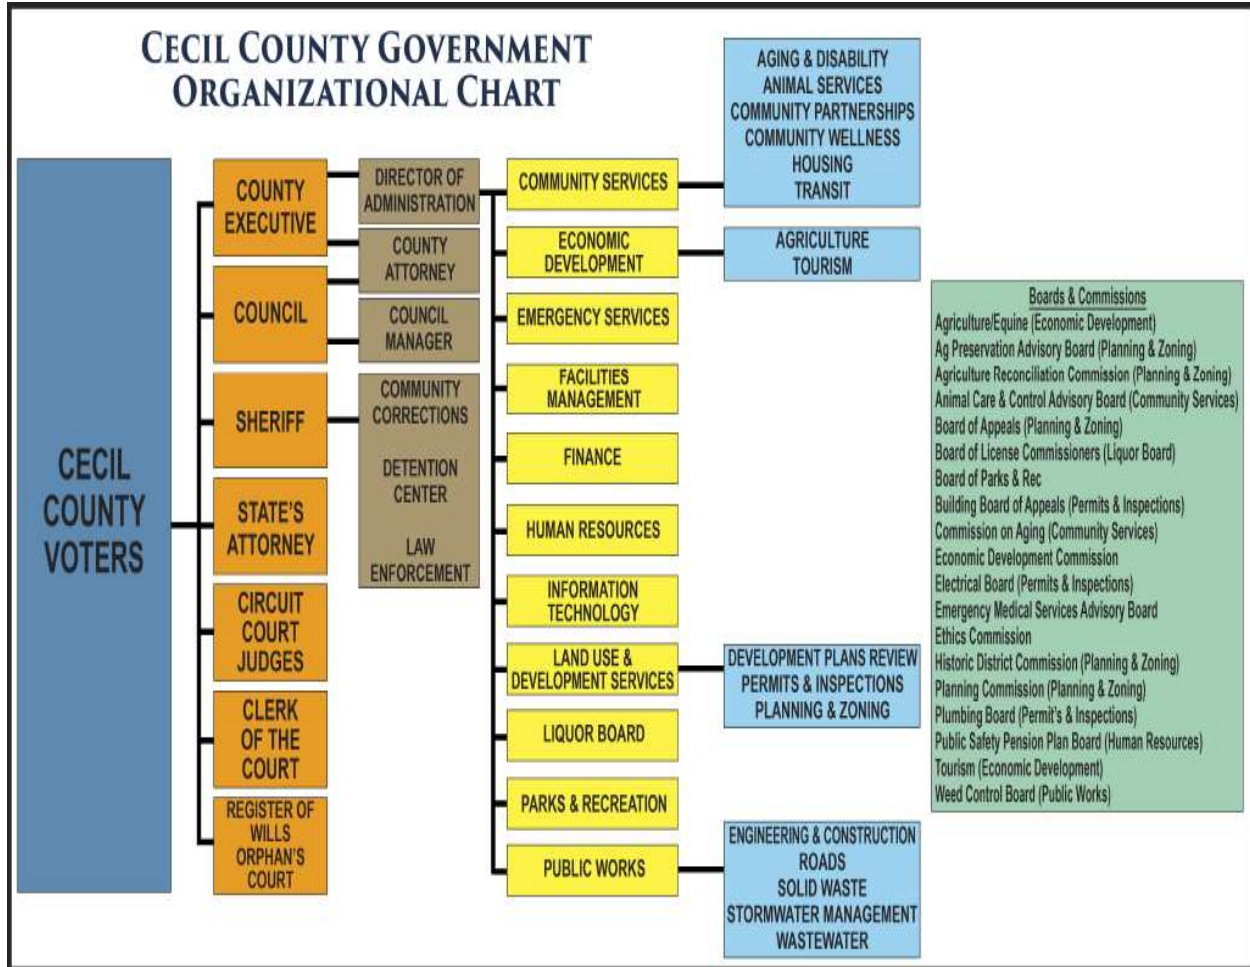 CECIL COUNTY GOVERNMENT
ORGANIZATIONAL CHART
CECIL
COUNTY
VOTERS
COUNTY
EXECUTIVE
COUNCIL
SHERIFF
STATE'S
ATTORNEY
CIRCUIT
COURT
JUDGES
CLERK
OF THE
COURT
REGISTER OF
WILLS
ORPHAN'S
COURT
DIRECTOR OF
ADMINISTRATION
COUNTY
ATTORNEY
COUNCIL
MANAGER
COMMUNITY
CORRECTIONS
DETENTION
CENTER
LAW
ENFORCEMENT
COMMUNITY SERVICES
ECONOMIC
DEVELOPMENT
EMERGENCY SERVICES
FACILITIES
MANAGEMENT
FINANCE
HUMAN RESOURCES
INFORMATION
TECHNOLOGY
LAND USE &
DEVELOPMENT SERVICES
LIQUOR BOARD
PARKS & RECREATION
PUBLIC WORKS
AGING & DISABILITY
ANIMAL SERVICES
COMMUNITY PARTNERSHIPS
COMMUNITY WELLNESS
HOUSING
TRANSIT
AGRICULTURE
TOURISM
DEVELOPMENT PLANS REVIEW
PERMITS & INSPECTIONS
PLANNING & ZONING
ENGINEERING & CONSTRUCTION
ROADS
SOLID WASTE
STORMWATER MANAGEMENT
WASTEWATER
Boards & Commissions
Agriculture/Equine (Economic Development)
Ag Preservation Advisory Board (Planning & Zoning)
Agriculture Reconciliation Commission (Planning & Zoning)
Animal Care & Control Advisory Board (Community Services)
Board of Appeals (Planning & Zoning)
Board of License Commissioners (Liquor Board)
Board of Parks & Rec
Building Board of Appeals (Permits & Inspections)
Commission on Aging (Community Services)
Economic Development Commission
Electrical Board (Permits & Inspections)
Emergency Medical Services Advisory Board
Ethics Commission
Historic District Commission (Planning & Zoning)
Planning Commission (Planning & Zoning)
Plumbing Board (Permit's & Inspections)
Public Safety Pension Plan Board (Human Resources)
Tourism (Economic Development)
Weed Control Board (Public Works)